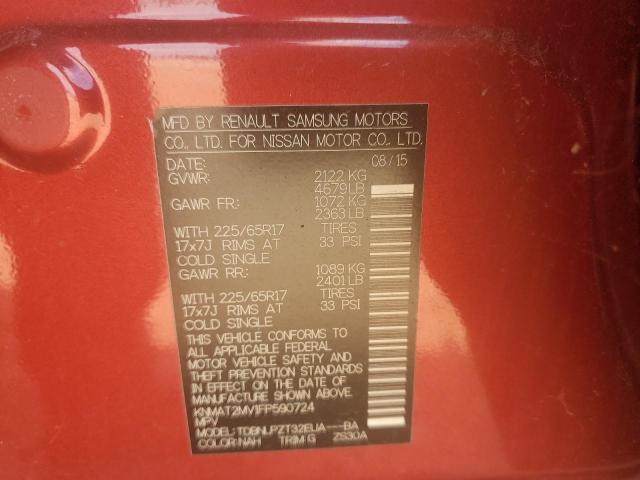 MFD BY RENAULT SAMSUNG MOTORS
CO., LTD. FOR NISSAN MOTOR CO., LTD.
DATE: 08/15
GVWR: 2122 KG
4679 LB
GAWR FR: 1072 KG
2363 LB
WITH 225/65R17 TIRES
17x7J RIMS AT 33 PSI
COLD SINGLE
GAWR RR: 1089 KG
2401 LB
WITH 225/65R17 TIRES
17x7J RIMS AT 33 PSI
COLD SINGLE
THIS VEHICLE CONFORMS TO
ALL APPLICABLE FEDERAL
MOTOR VEHICLE SAFETY AND
THEFT PREVENTION STANDARDS
IN EFFECT ON THE DATE OF
MANUFACTURE SHOWN ABOVE
KNMAT2MV1FP590724
MPV
MODEL: TDBNLPZT32EUA---BA
COLOR: NAH TRIM: G ZS30A